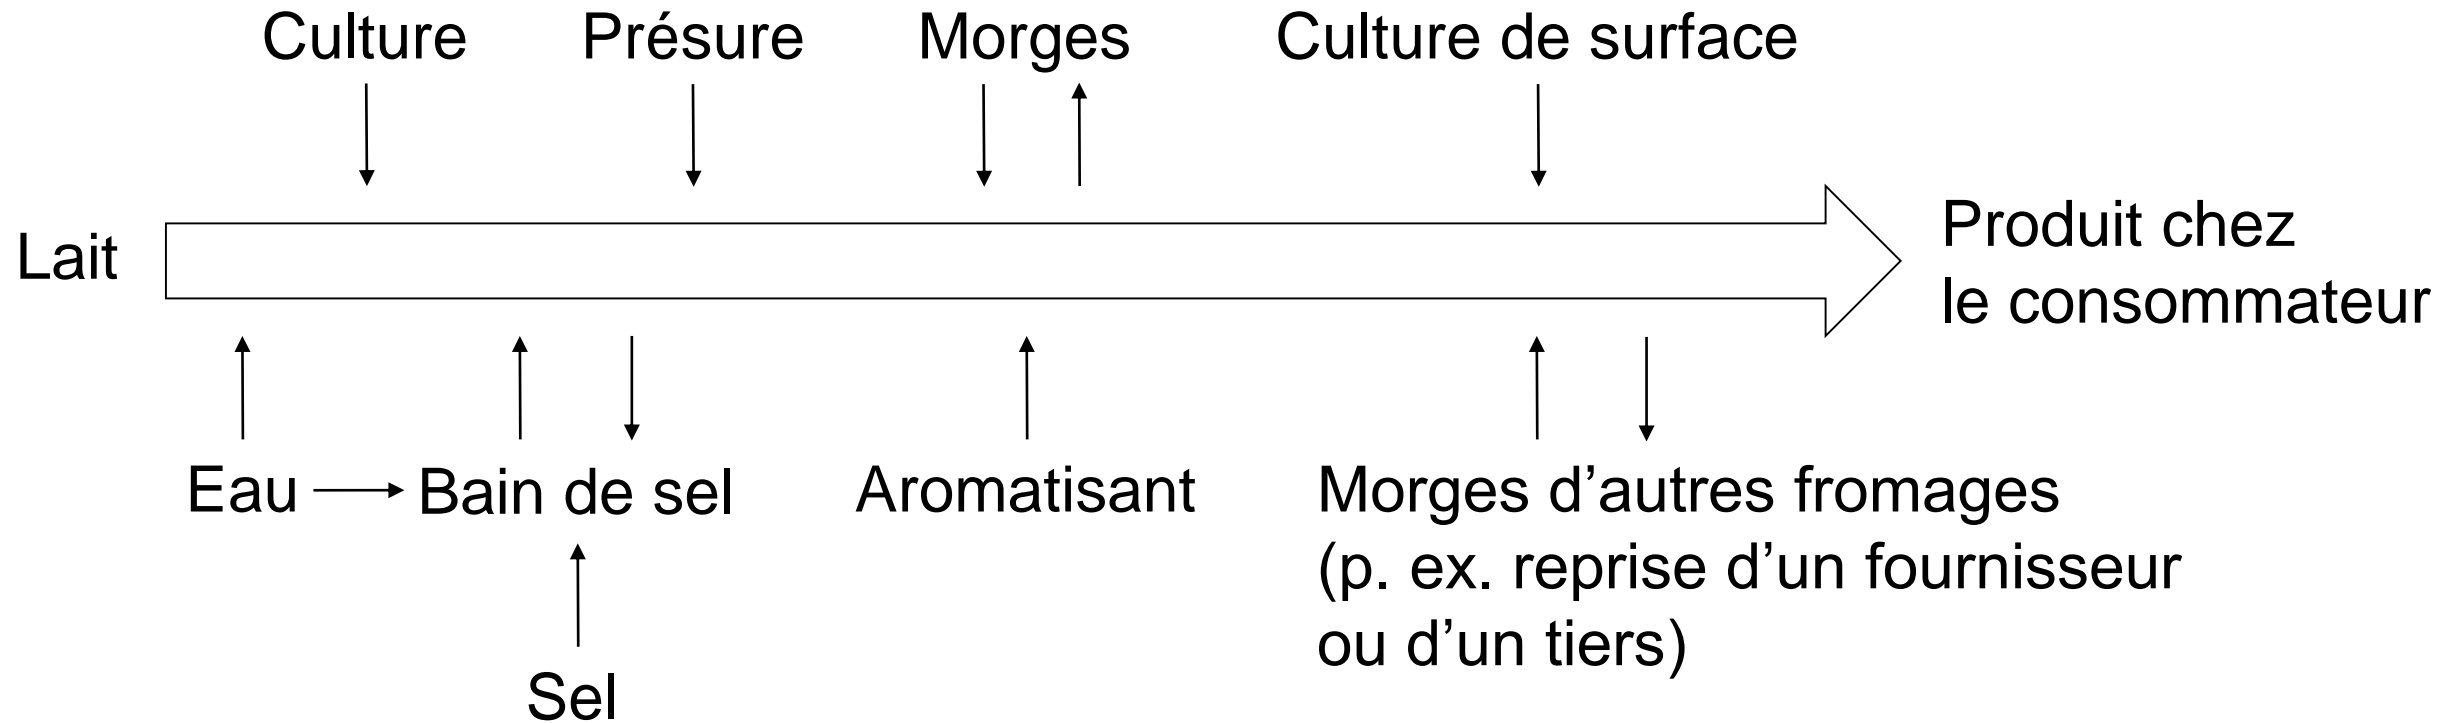 Culture
Présure
Morges
Culture de surface
Lait
Produit chez
le consommateur
Eau
Bain de sel
Aromatisant
Morges d’autres fromages
(p. ex. reprise d’un fournisseur
ou d’un tiers)
Sel